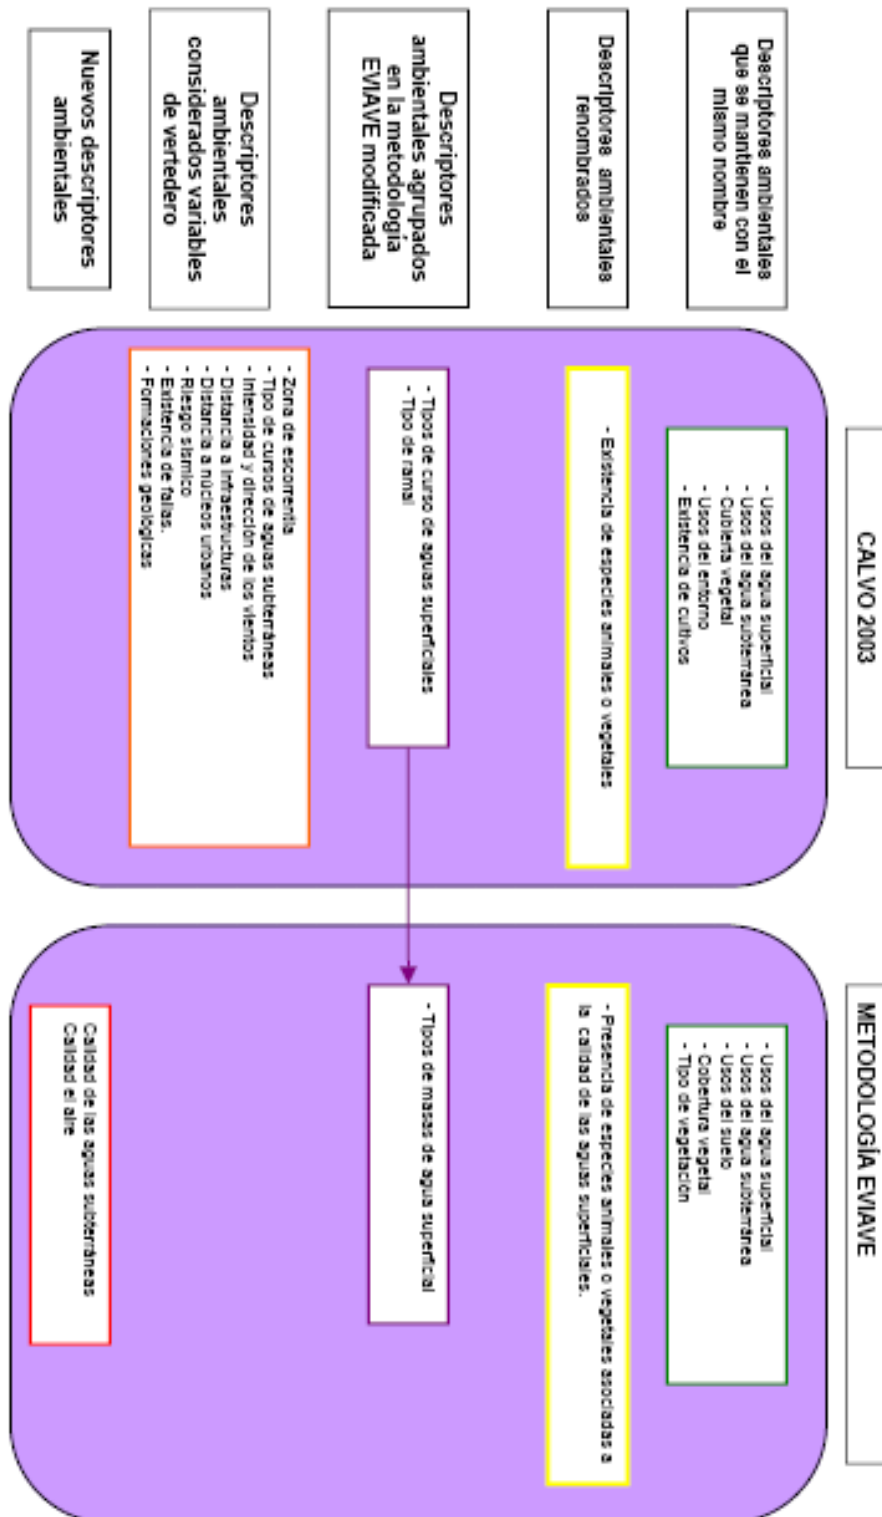 CALVO 2003
METODOLOGÍA EVIAVE
Descriptores ambientales
que se mantienen con el
mismo nombre
- Usos del agua superficial
- Usos del agua subterránea
- Cubierta vegetal
- Usos del entorno
- Existencia de cultivos
- Usos del agua superficial
- Usos del agua subterránea
- Usos del suelo
- Cobertura vegetal
- Tipo de vegetación
Descriptores ambientales
renombrados
- Existencia de especies animales o vegetales
- Presencia de especies animales o vegetales asociadas a
la calidad de las aguas superficiales.
Descriptores
ambientales agrupados
en la metodología
EVIAVE modificada
- Tipos de curso de aguas superficiales
- Tipo de ramal
- Tipos de masas de agua superficial
Descriptores
ambientales
considerados variables
de vertedero
- Zona de escorrentía
- Tipo de cursos de aguas subterráneas
- Intensidad y dirección de los vientos
- Distancia a infraestructuras
- Distancia a núcleos urbanos
- Riesgo sísmico
- Existencia de fallas.
- Formaciones geológicas
Nuevos descriptores
ambientales
Calidad de las aguas subterráneas
Calidad el aire